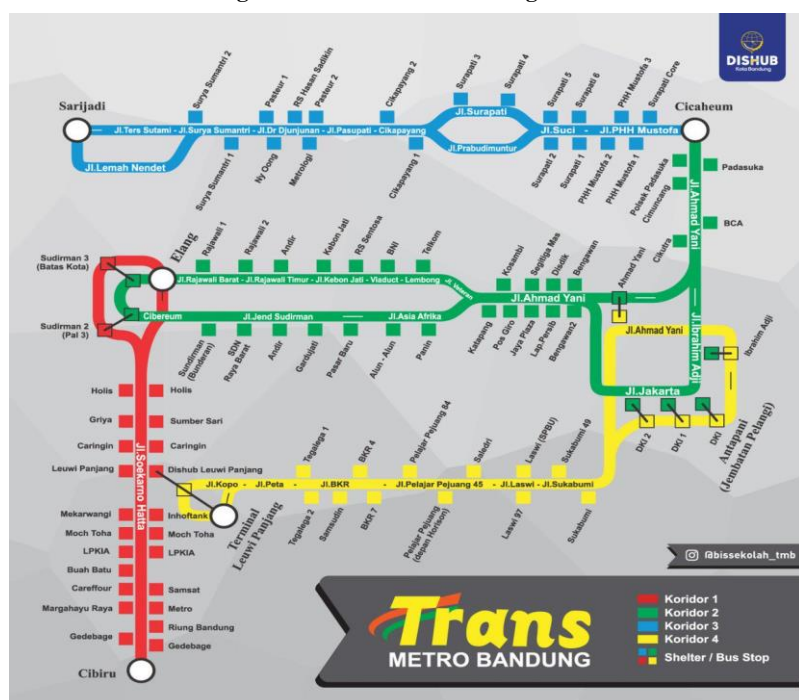 DISHUB
Kota Bandung
Sarijadi
Surya Sumantri 2
Pasteur 1
RS Hasan Sadikin
Pasteur 2
Cikapayang 2
Surapati 3
Surapati 4
Surapati 5
Surapati 6
PHH Mustofa 3
Surapati Core
Cicaheum
Jl.Surapati
Jl.Ters Sutami - Jl.Surya Sumantri - Jl.Dr Djunjunan - Jl.Pasupati - Cikapayang
Jl.Suci - Jl.PHH Mustofa
Jl.Prabudimuntur
Jl.Lemah Nendet
Surya Sumantri 1
Ny Oong
Metrologi
Cikapayang 1
Surapati 2
Surapati 1
PHH Mustofa 2
PHH Mustofa 1
Polsek Padasuka
Cimuncang
Padasuka
Jl.Ahmad Yani
BCA
Cikutra
Sudirman 3
(Batas Kota)
Elang
Rajawali 1
Rajawali 2
Andir
Kebon Jati
RS Sentosa
BNI
Telkom
Kosambi
Segitiga Mas
Disdik
Bengawan
Ahmad Yani
Jl.Rajawali Barat - Jl.Rajawali Timur - Jl.Kebon Jati - Viaduct - Lembong
Jl. Veteran
Jl.Ahmad Yani
Cibereum
Jl.Jend Sudirman
Jl.Asia Afrika
Sudirman 2
(Pal 3)
Sundirman
(Bunderan)
SDN
Raya Barat
Andir
Gardujati
Pasar Baru
Alun - Alun
Panin
Katapang
Pos Giro
Jaya Plaza
Lap.Persib
Bengawan2
Jl.Ahmad Yani
Jl.Ibrahim Adji
Ibrahim Adji
Jl.Jakarta
DKI 2
DKI 1
DKI
Antapani
(Jembatan Pelangi)
Holis
Holis
Griya
Sumber Sari
Caringin
Caringin
Leuwi Panjang
Dishub Leuwi Panjang
Jl.Soekarno Hatta
Mekarwangi
Inhoftank
Moch Toha
Moch Toha
LPKIA
LPKIA
Buah Batu
Careffour
Samsat
Margahayu Raya
Metro
Riung Bandung
Gedebage
Gedebage
Cibiru
Tegalega 1
BKR 4
Pelajar Pejuang 84
Saledri
Laswi (SPBU)
Sukabumi 49
Jl.Kopo - Jl.Peta - Jl.BKR - Jl.Pelajar Pejuang 45 - Jl.Laswi - Jl.Sukabumi
Terminal
Leuwi Panjang
Tegalega 2
Samsudin
BKR 7
Pelajar Pejuang
(depan Horison)
Laswi 97
Sukabumi
@bissekolah_tmb
Trans
METRO BANDUNG
Koridor 1
Koridor 2
Koridor 3
Koridor 4
Shelter / Bus Stop